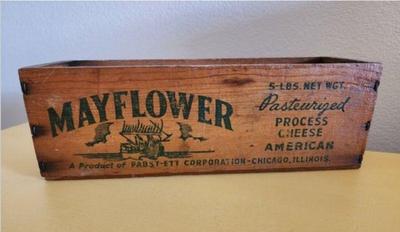 MAYFLOWER
5-LBS. NET WGT.
Pasteurized
PROCESS
CHEESE
AMERICAN
A Product of PABST-ETT CORPORATION-CHICAGO, ILLINOIS.